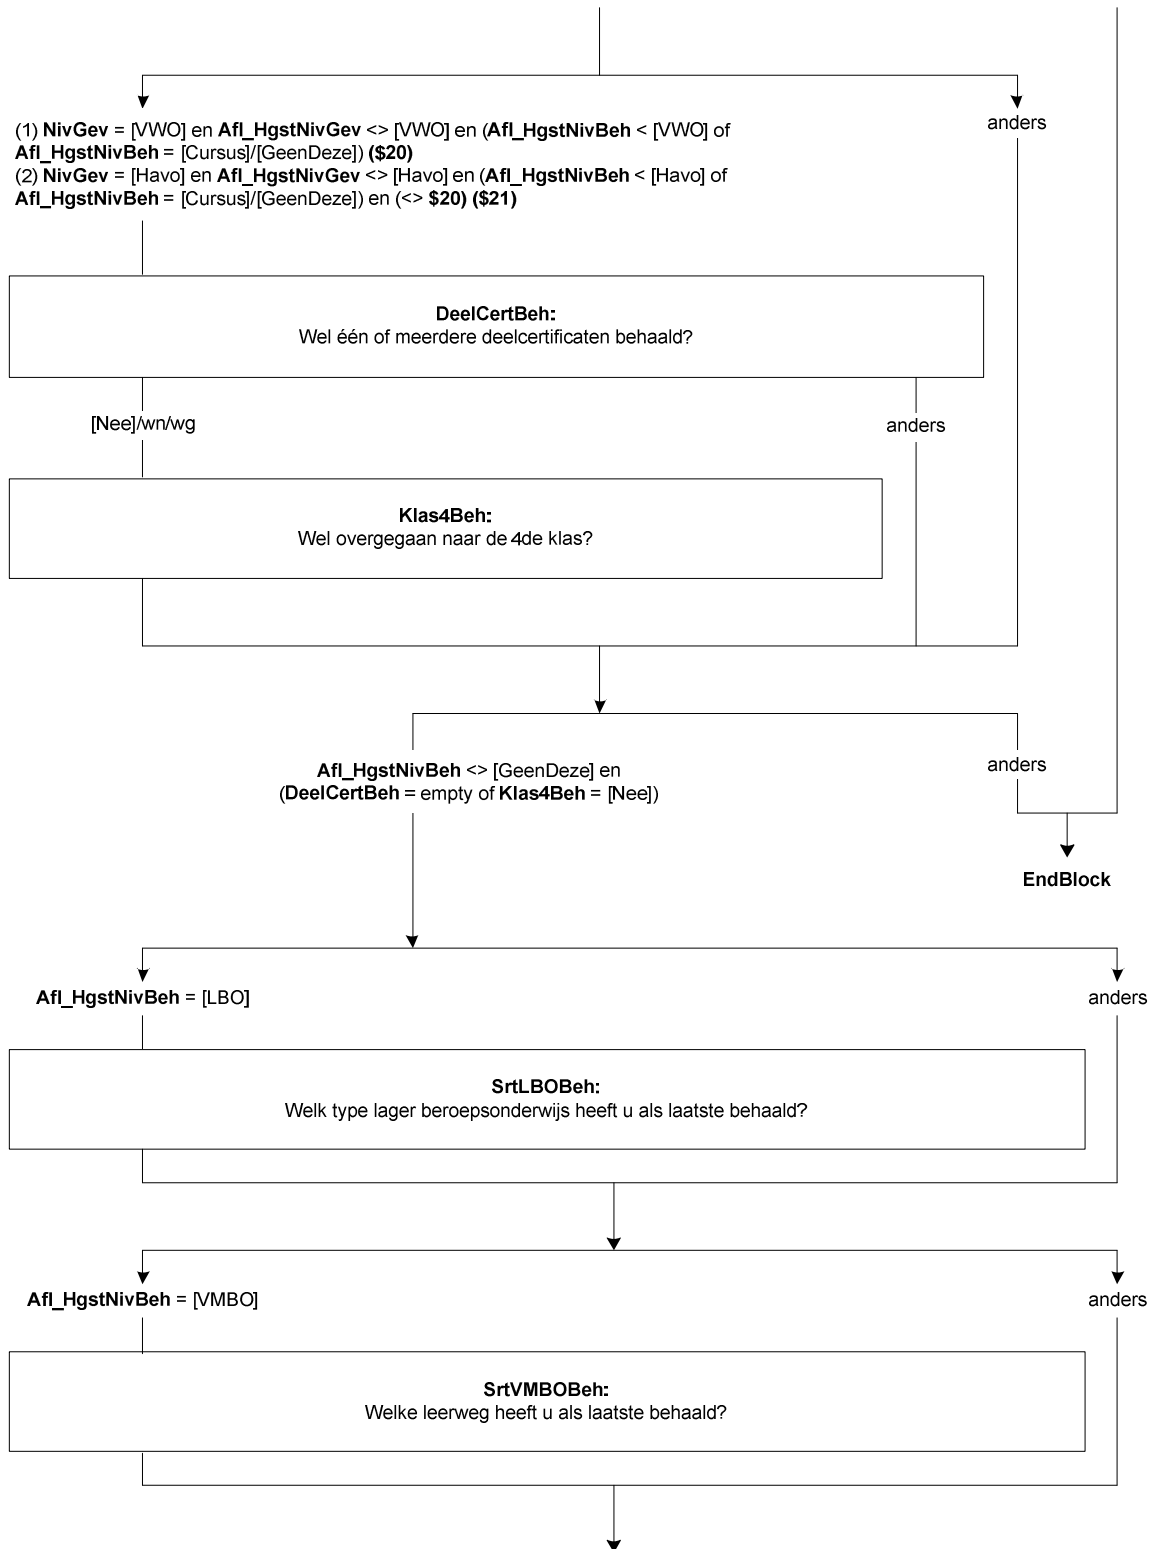 (1) NivGev = [VWO] en Afl_HgstNivGev <> [VWO] en (Afl_HgstNivBeh < [VWO] of
Afl_HgstNivBeh = [Cursus]/[GeenDeze]) ($20)
(2) NivGev = [Havo] en Afl_HgstNivGev <> [Havo] en (Afl_HgstNivBeh < [Havo] of
Afl_HgstNivBeh = [Cursus]/[GeenDeze]) en (<> $20) ($21)
anders
DeelCertBeh:
Wel één of meerdere deelcertificaten behaald?
[Nee]/wn/wg
anders
Klas4Beh:
Wel overgegaan naar de 4de klas?
Afl_HgstNivBeh <> [GeenDeze] en
(DeelCertBeh = empty of Klas4Beh = [Nee])
anders
EndBlock
Afl_HgstNivBeh = [LBO]
anders
SrtLBOBeh:
Welk type lager beroepsonderwijs heeft u als laatste behaald?
Afl_HgstNivBeh = [VMBO]
anders
SrtVMBOBeh:
Welke leerweg heeft u als laatste behaald?